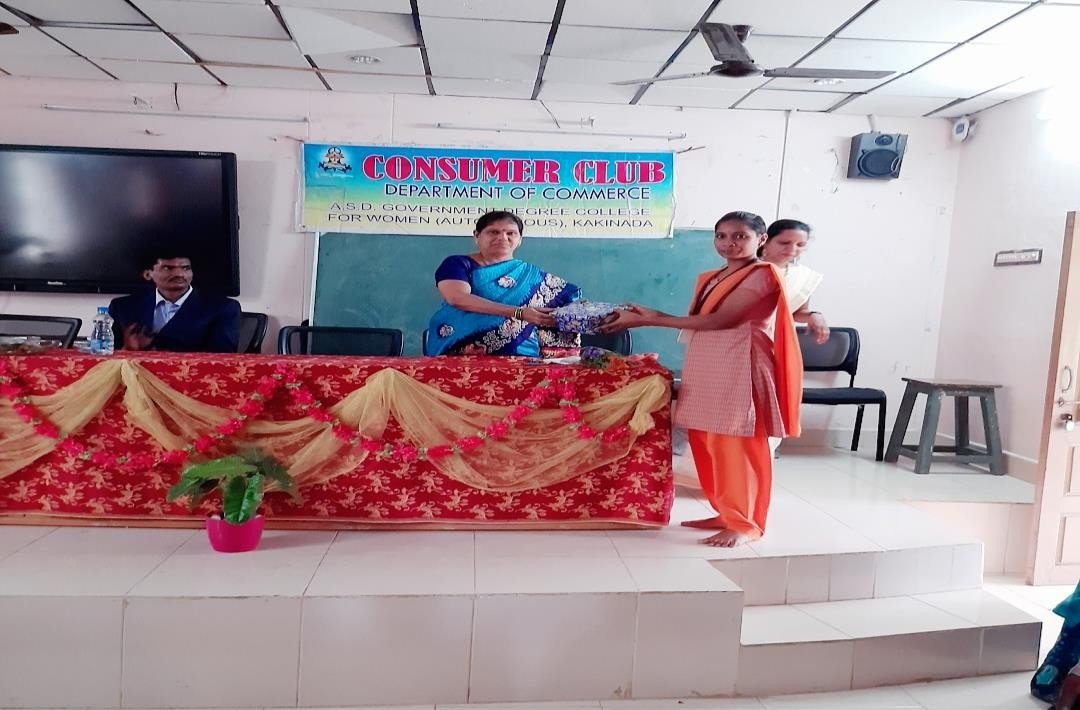 CONSUMER CLUB
DEPARTMENT OF COMMERCE
A.S.D. GOVERNMENT DEGREE COLLEGE
FOR WOMEN (AUTONOMOUS), KAKINADA